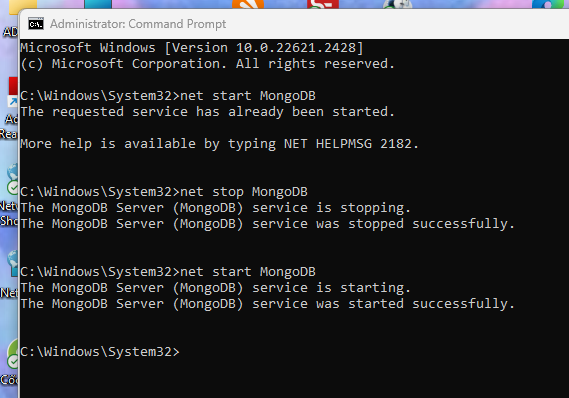 Administrator: Command Prompt
Microsoft Windows [Version 10.0.22621.2428]
(c) Microsoft Corporation. All rights reserved.
C:\Windows\System32>net start MongoDB
The requested service has already been started.
More help is available by typing NET HELPMSG 2182.
C:\Windows\System32>net stop MongoDB
The MongoDB Server (MongoDB) service is stopping.
The MongoDB Server (MongoDB) service was stopped successfully.
C:\Windows\System32>net start MongoDB
The MongoDB Server (MongoDB) service is starting.
The MongoDB Server (MongoDB) service was started successfully.
C:\Windows\System32>